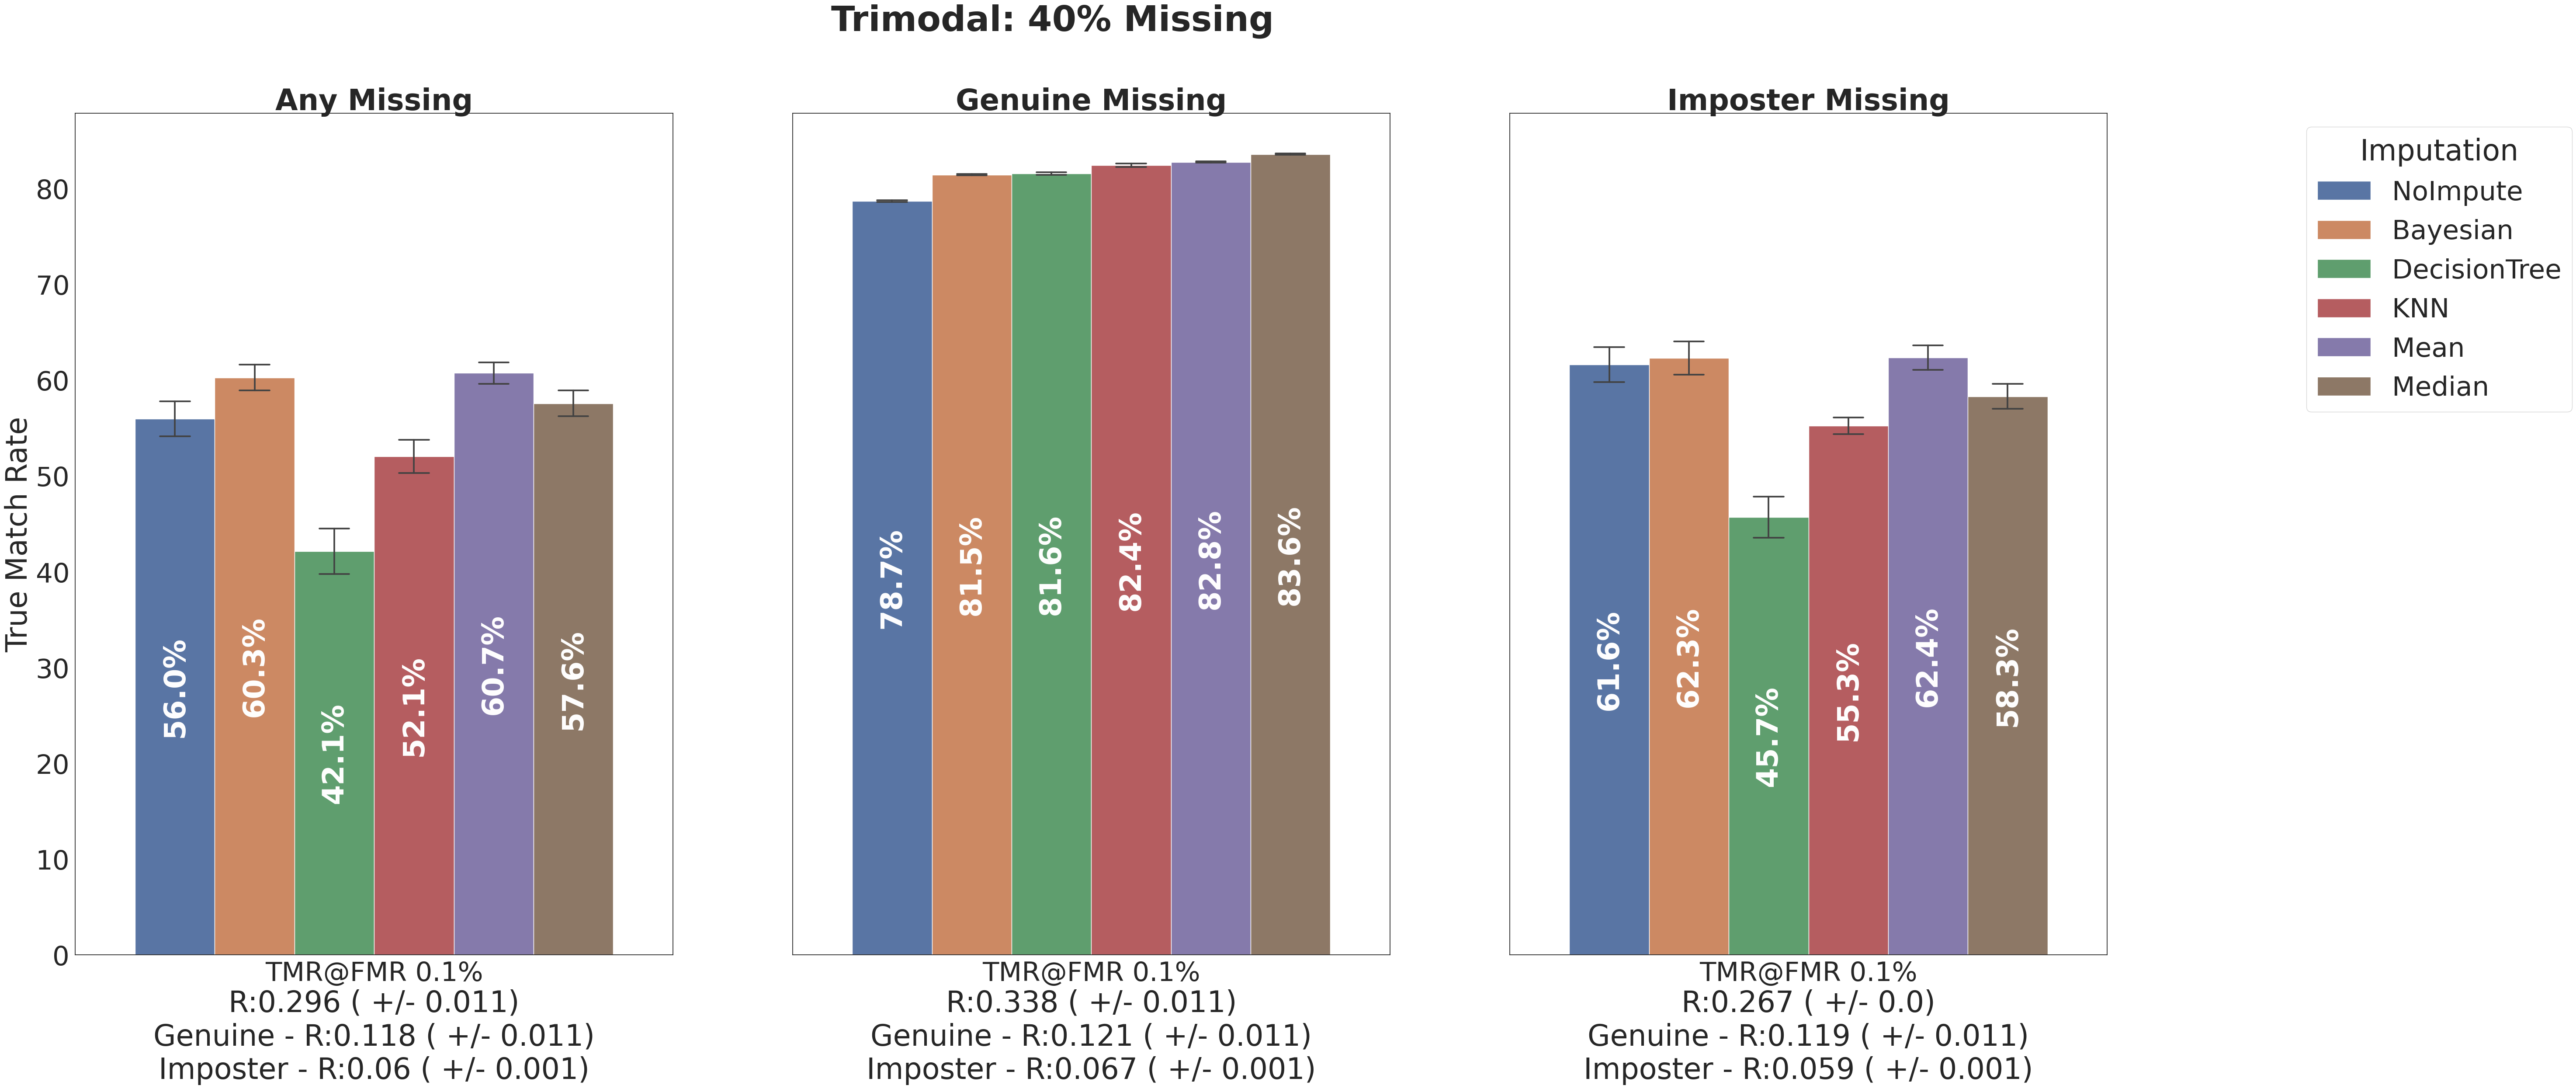 Trimodal: 40% Missing
Any Missing
Genuine Missing
Imposter Missing
True Match Rate
80
70
60
50
40
30
20
10
0
56.0%
60.3%
42.1%
52.1%
60.7%
57.6%
78.7%
81.5%
81.6%
82.4%
82.8%
83.6%
61.6%
62.3%
45.7%
55.3%
62.4%
58.3%
TMR@FMR 0.1%
R:0.296 ( +/- 0.011)
Genuine - R:0.118 ( +/- 0.011)
Imposter - R:0.06 ( +/- 0.001)
TMR@FMR 0.1%
R:0.338 ( +/- 0.011)
Genuine - R:0.121 ( +/- 0.011)
Imposter - R:0.067 ( +/- 0.001)
TMR@FMR 0.1%
R:0.267 ( +/- 0.0)
Genuine - R:0.119 ( +/- 0.011)
Imposter - R:0.059 ( +/- 0.001)
Imputation
NoImpute
Bayesian
DecisionTree
KNN
Mean
Median